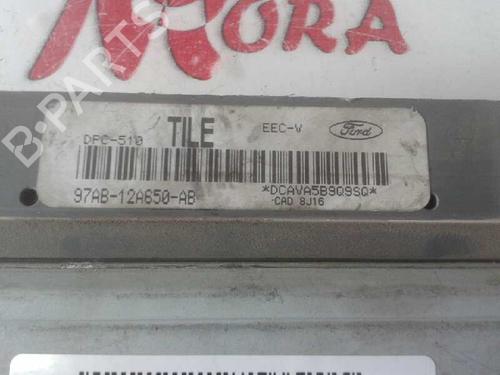 MORA
B-PARTS
DPC-510 TILE EEC-V Ford
97AB-12A650-AB *DCAVA5B9Q9SQ*
-CAD 8J16